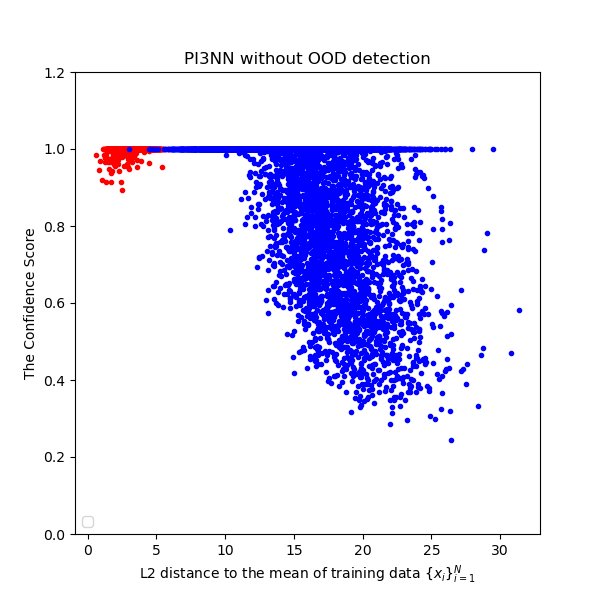 PI3NN without OOD detection
1.2
1.0
0.8
0.6
0.4
0.2
0.0
The Confidence Score
0 5 10 15 20 25 30
L2 distance to the mean of training data $\{x_i\}_{i=1}^{N}$